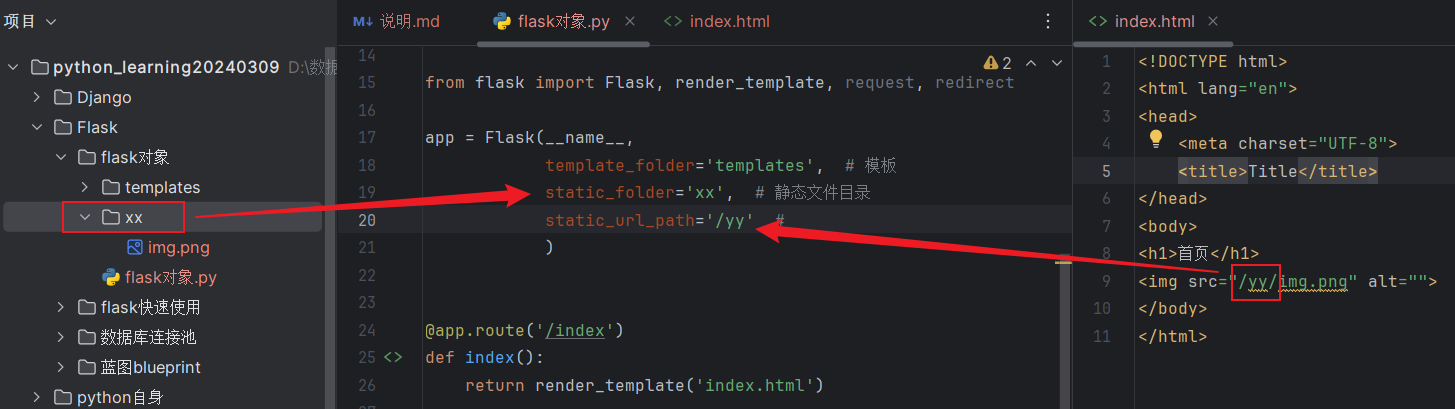 项目
python_learning20240309 D:\数据
Django
Flask
flask对象
templates
xx
img.png
flask对象.py
flask快速使用
数据库连接池
蓝图blueprint
python自身
M↓ 说明.md
flask对象.py ×
<> index.html
2
14
15 from flask import Flask, render_template, request, redirect
16
17 app = Flask(__name__,
18 template_folder='templates', # 模板
19 static_folder='xx', # 静态文件目录
20 static_url_path='/yy' #
21 )
22
23
24 @app.route('/index')
25 <> def index():
26 return render_template('index.html')
<> index.html ×
1 <!DOCTYPE html>
2 <html lang="en">
3 <head>
4 <meta charset="UTF-8">
5 <title>Title</title>
6 </head>
7 <body>
8 <h1>首页</h1>
9 <img src="/yy/img.png" alt="">
10 </body>
11 </html>